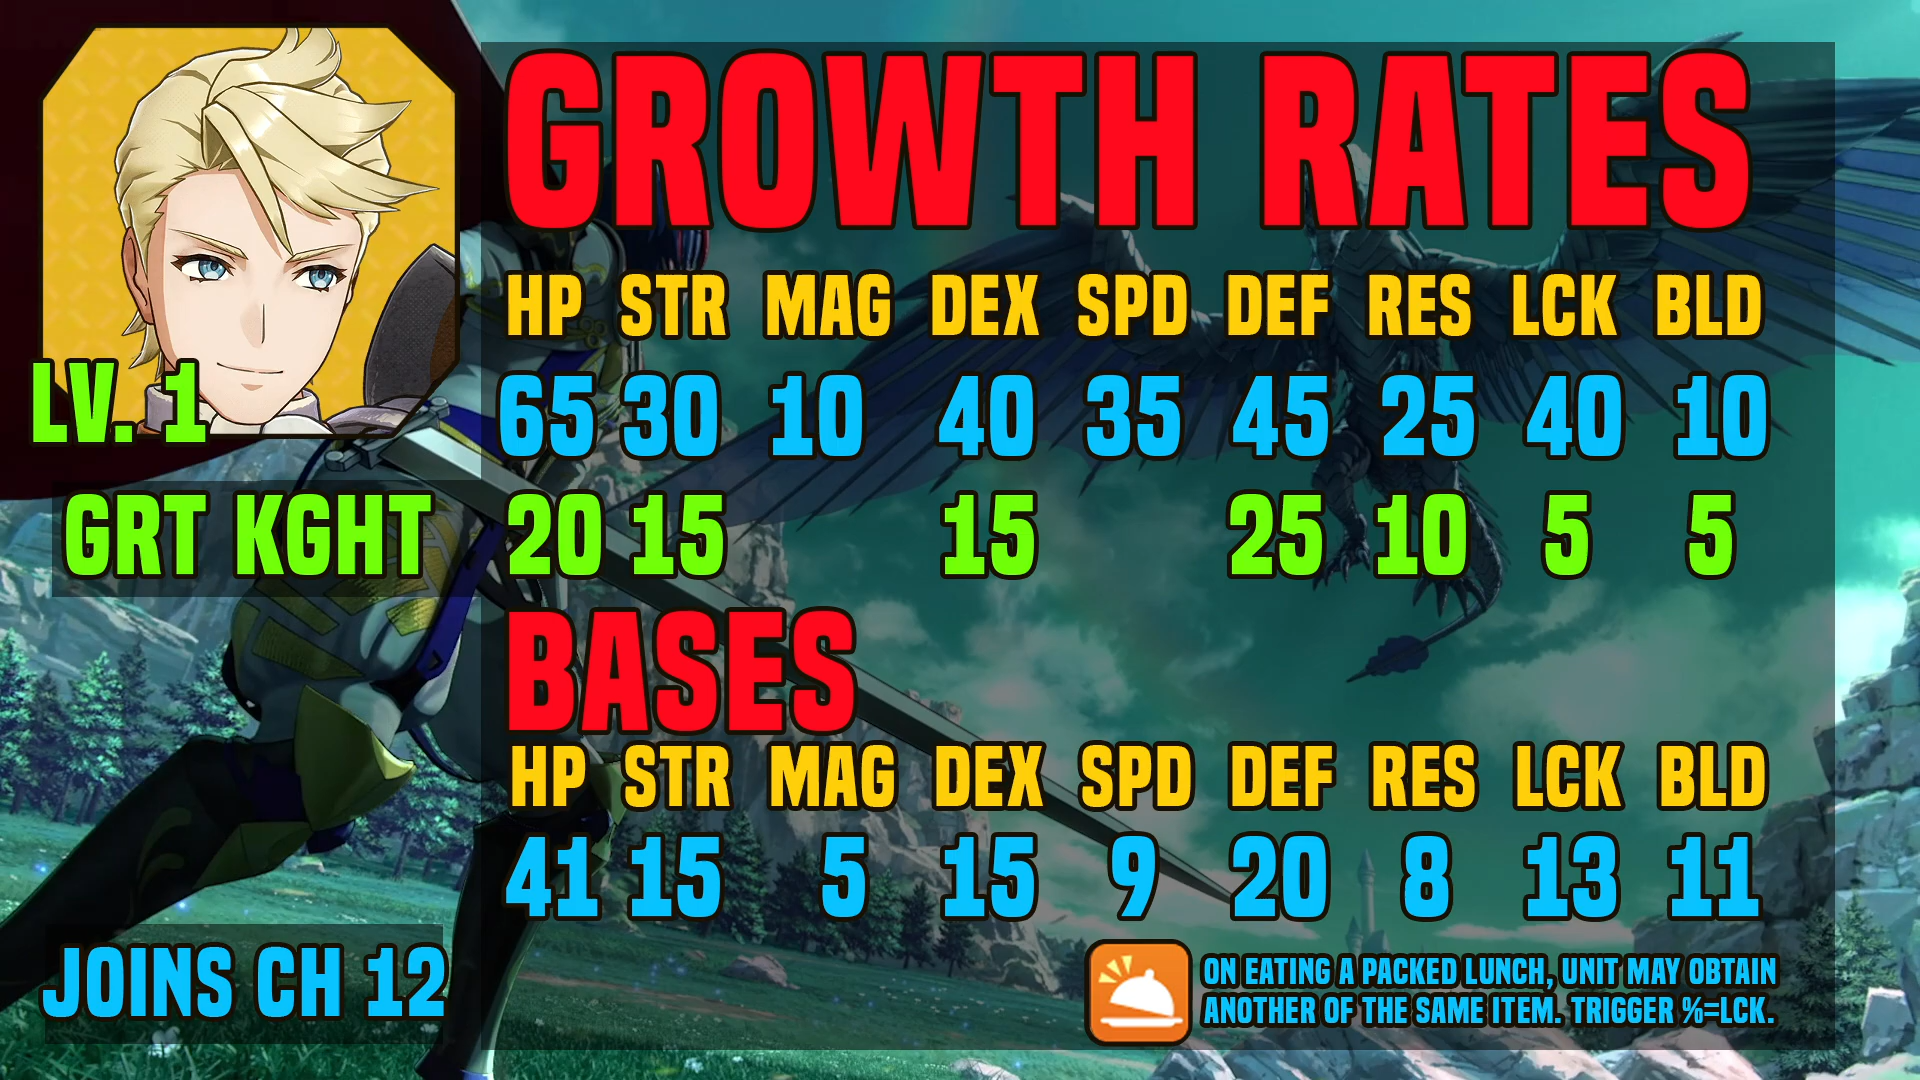 GROWTH RATES
HP STR MAG DEX SPD DEF RES LCK BLD
LV. 1
65 30 10 40 35 45 25 40 10
GRT KGHT
20 15 15 25 10 5 5
BASES
HP STR MAG DEX SPD DEF RES LCK BLD
41 15 5 15 9 20 8 13 11
JOINS CH 12
ON EATING A PACKED LUNCH, UNIT MAY OBTAIN
ANOTHER OF THE SAME ITEM. TRIGGER %=LCK.